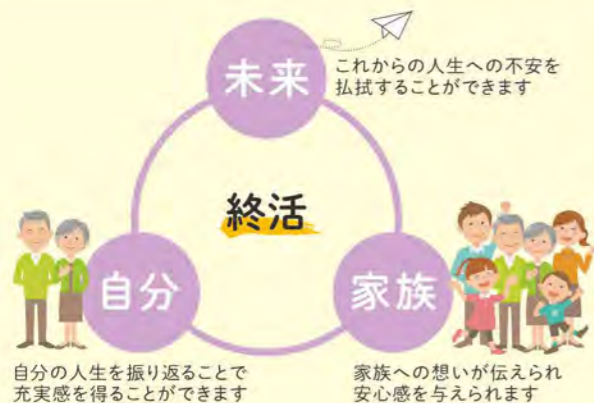 未来
これからの人生への不安を
払拭することができます
終活
自分
家族
自分の人生を振り返ることで
充実感を得ることができます
家族への想いが伝えられ
安心感を与えられます